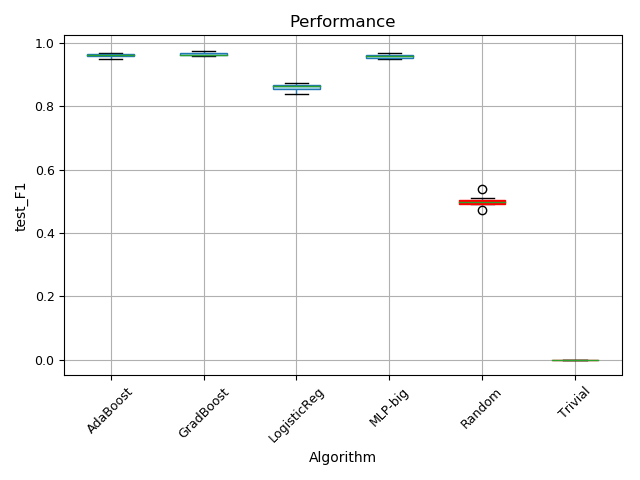 Performance
1.0
0.8
0.6
0.4
0.2
0.0
test_F1
AdaBoost
GradBoost
LogisticReg
MLP-big
Random
Trivial
Algorithm